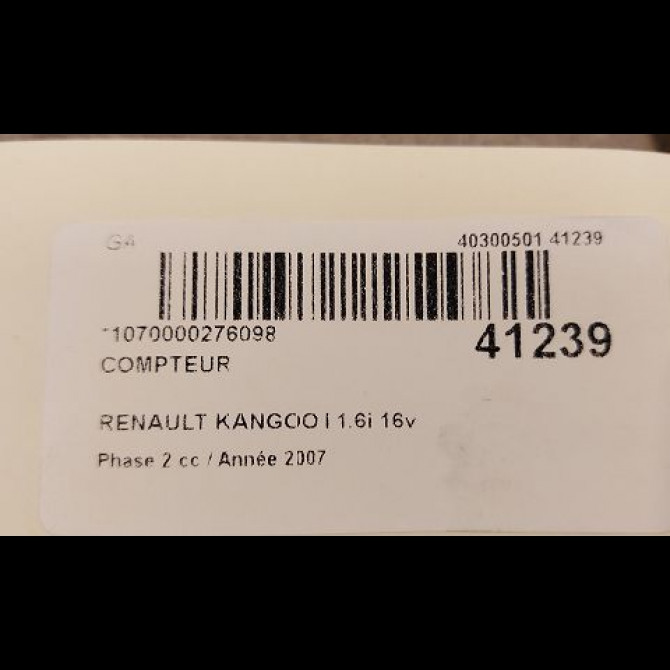 G4 40300501 41239
1070000276098 41239
COMPTEUR
RENAULT KANGOO I 1.6i 16v
Phase 2 cc / Année 2007